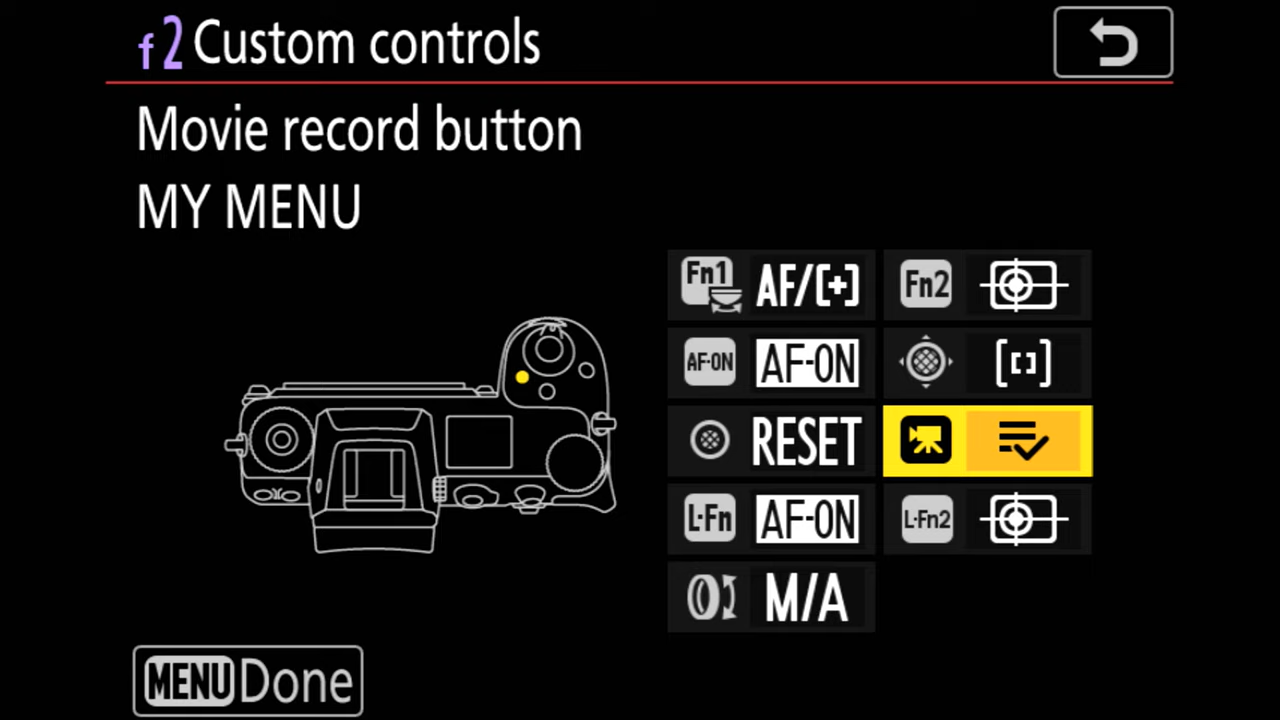 f2 Custom controls
Movie record button
MY MENU
Fn1 AF/[+] Fn2
AF-ON AF-ON
RESET
L·Fn AF-ON L·Fn2
M/A
MENU Done